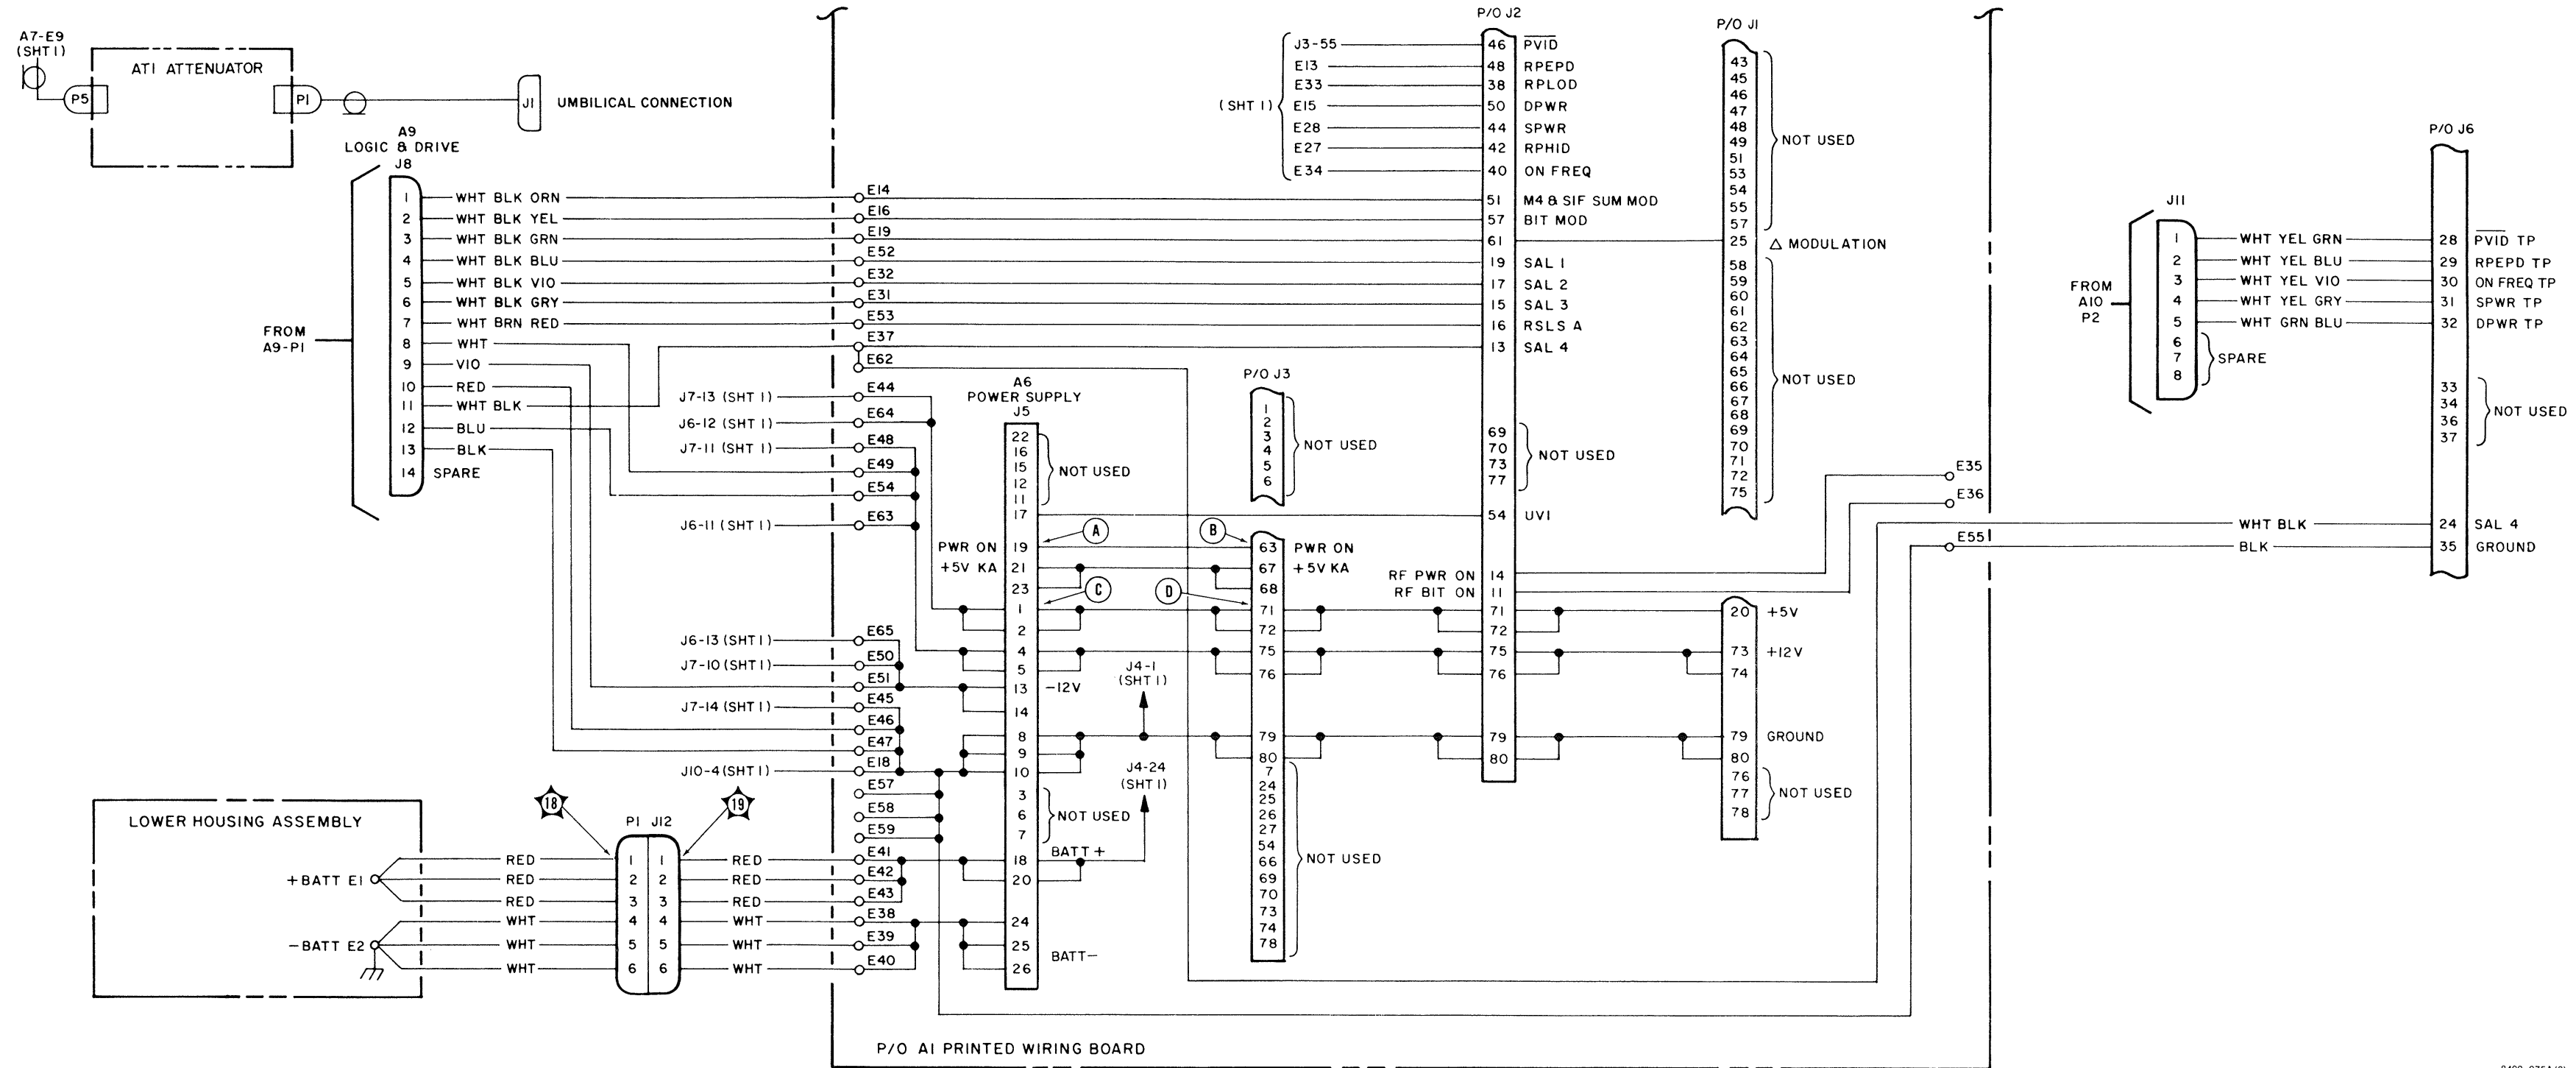 A7-E9
(SHT 1)
P5
AT1 ATTENUATOR
P1
J1
UMBILICAL CONNECTION
A9
LOGIC & DRIVE
J8
FROM
A9-P1
1 WHT BLK ORN
2 WHT BLK YEL
3 WHT BLK GRN
4 WHT BLK BLU
5 WHT BLK VIO
6 WHT BLK GRY
7 WHT BRN RED
8 WHT
9 VIO
10 RED
11 WHT BLK
12 BLU
13 BLK
14 SPARE
E14
E16
E19
E52
E32
E31
E53
E37
E62
J7-13 (SHT 1) E44
J6-12 (SHT 1) E64
J7-11 (SHT 1) E48
E49
E54
J6-11 (SHT 1) E63
J6-13 (SHT 1) E65
J7-10 (SHT 1) E50
E51
J7-14 (SHT 1) E45
E46
E47
J10-4 (SHT 1) E18
E57
E58
E59
E41
E42
E43
E38
E39
E40
LOWER HOUSING ASSEMBLY
+BATT E1
-BATT E2
18
19
P1 J12
RED 1 1 RED
RED 2 2 RED
RED 3 3 RED
WHT 4 4 WHT
WHT 5 5 WHT
WHT 6 6 WHT
A6
POWER SUPPLY
J5
22
16
15
12
11
NOT USED
17
PWR ON 19
+5V KA 21
23
1
2
4
5
13 -12V
14
8
9
10
3
6
7
NOT USED
18 BATT +
20
24
25
26
BATT-
A
B
C
D
J4-1
(SHT 1)
J4-24
(SHT 1)
P/O J3
1
2
3
4
5
6
NOT USED
63 PWR ON
67 +5V KA
68
71
72
75
76
79
80
7
24
25
26
27
54
66
69
70
73
74
78
NOT USED
P/O J2
(SHT 1)
J3-55 46 P̅V̅I̅D̅
E13 48 RPEPD
E33 38 RPLOD
E15 50 DPWR
E28 44 SPWR
E27 42 RPHID
E34 40 ON FREQ
51 M4 & SIF SUM MOD
57 BIT MOD
61
19 SAL 1
17 SAL 2
15 SAL 3
16 RSLS A
13 SAL 4
69
70
73
77
NOT USED
54 UV1
RF PWR ON 14
RF BIT ON 11
71
72
75
76
79
80
P/O J1
43
45
46
47
48
49
51
53
54
55
57
NOT USED
25 △ MODULATION
58
59
60
61
62
63
64
65
66
67
68
69
70
71
72
75
NOT USED
20 +5V
73 +12V
74
79 GROUND
80
76
77
78
NOT USED
E35
E36
E55
P/O A1 PRINTED WIRING BOARD
FROM
A10
P2
J11
1 WHT YEL GRN
2 WHT YEL BLU
3 WHT YEL VIO
4 WHT YEL GRY
5 WHT GRN BLU
6
7
8
SPARE
WHT BLK
BLK
P/O J6
28 P̅V̅I̅D̅ TP
29 RPEPD TP
30 ON FREQ TP
31 SPWR TP
32 DPWR TP
33
34
36
37
NOT USED
24 SAL 4
35 GROUND